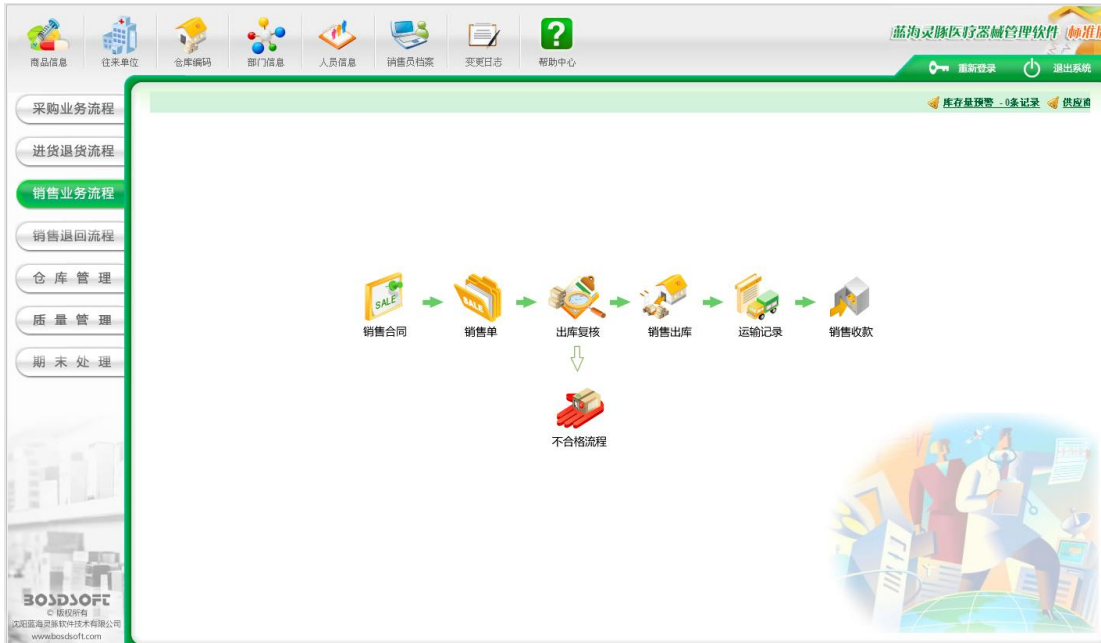 商品信息 往来单位 仓库编码 部门信息 人员信息 销售员档案 变更日志 帮助中心
蓝海灵脉医疗器械管理软件 标准
重新登录 退出系统
库存量预警 - 0条记录 供应商
采购业务流程
进货退货流程
销售业务流程
销售退回流程
仓库管理
质量管理
期末处理
SALE
SALE
销售合同 销售单 出库复核 销售出库 运输记录 销售收款
不合格流程
BOSDSOFT
© 版权所有
沈阳蓝海灵脉软件技术有限公司
www.bosdsoft.com